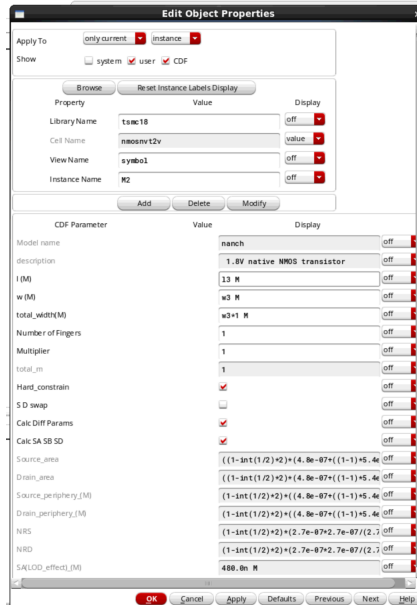 Edit Object Properties
Apply To only current instance
Show system user CDF
Browse Reset Instance Labels Display
Property Value Display
Library Name tsmc18 off
Cell Name nmosnvt2v value
View Name symbol off
Instance Name M2 off
Add Delete Modify
CDF Parameter Value Display
Model name nanch off
description 1.8V native NMOS transistor off
l (M) l3 M off
w (M) w3 M off
total_width(M) w3*1 M off
Number of Fingers 1 off
Multiplier 1 off
total_m 1 off
Hard_constrain off
S D swap off
Calc Diff Params off
Calc SA SB SD off
Source_area ((1-int(1/2)*2)*(4.8e-07+((1-1)*5.4e off
Drain_area ((1-int(1/2)*2)*(4.8e-07+((1-1)*5.4e off
Source_periphery_(M) (1-int(1/2)*2)*((4.8e-07+((1-1)*5.4e off
Drain_periphery_(M) (1-int(1/2)*2)*((4.8e-07+((1-1)*5.4e off
NRS (1-int(1/2)*2)*(2.7e-07*2.7e-07/(2.7 off
NRD (1-int(1/2)*2)*(2.7e-07*2.7e-07/(2.7 off
SA(LOD_effect)_(M) 480.0n M off
OK Cancel Apply Defaults Previous Next Help